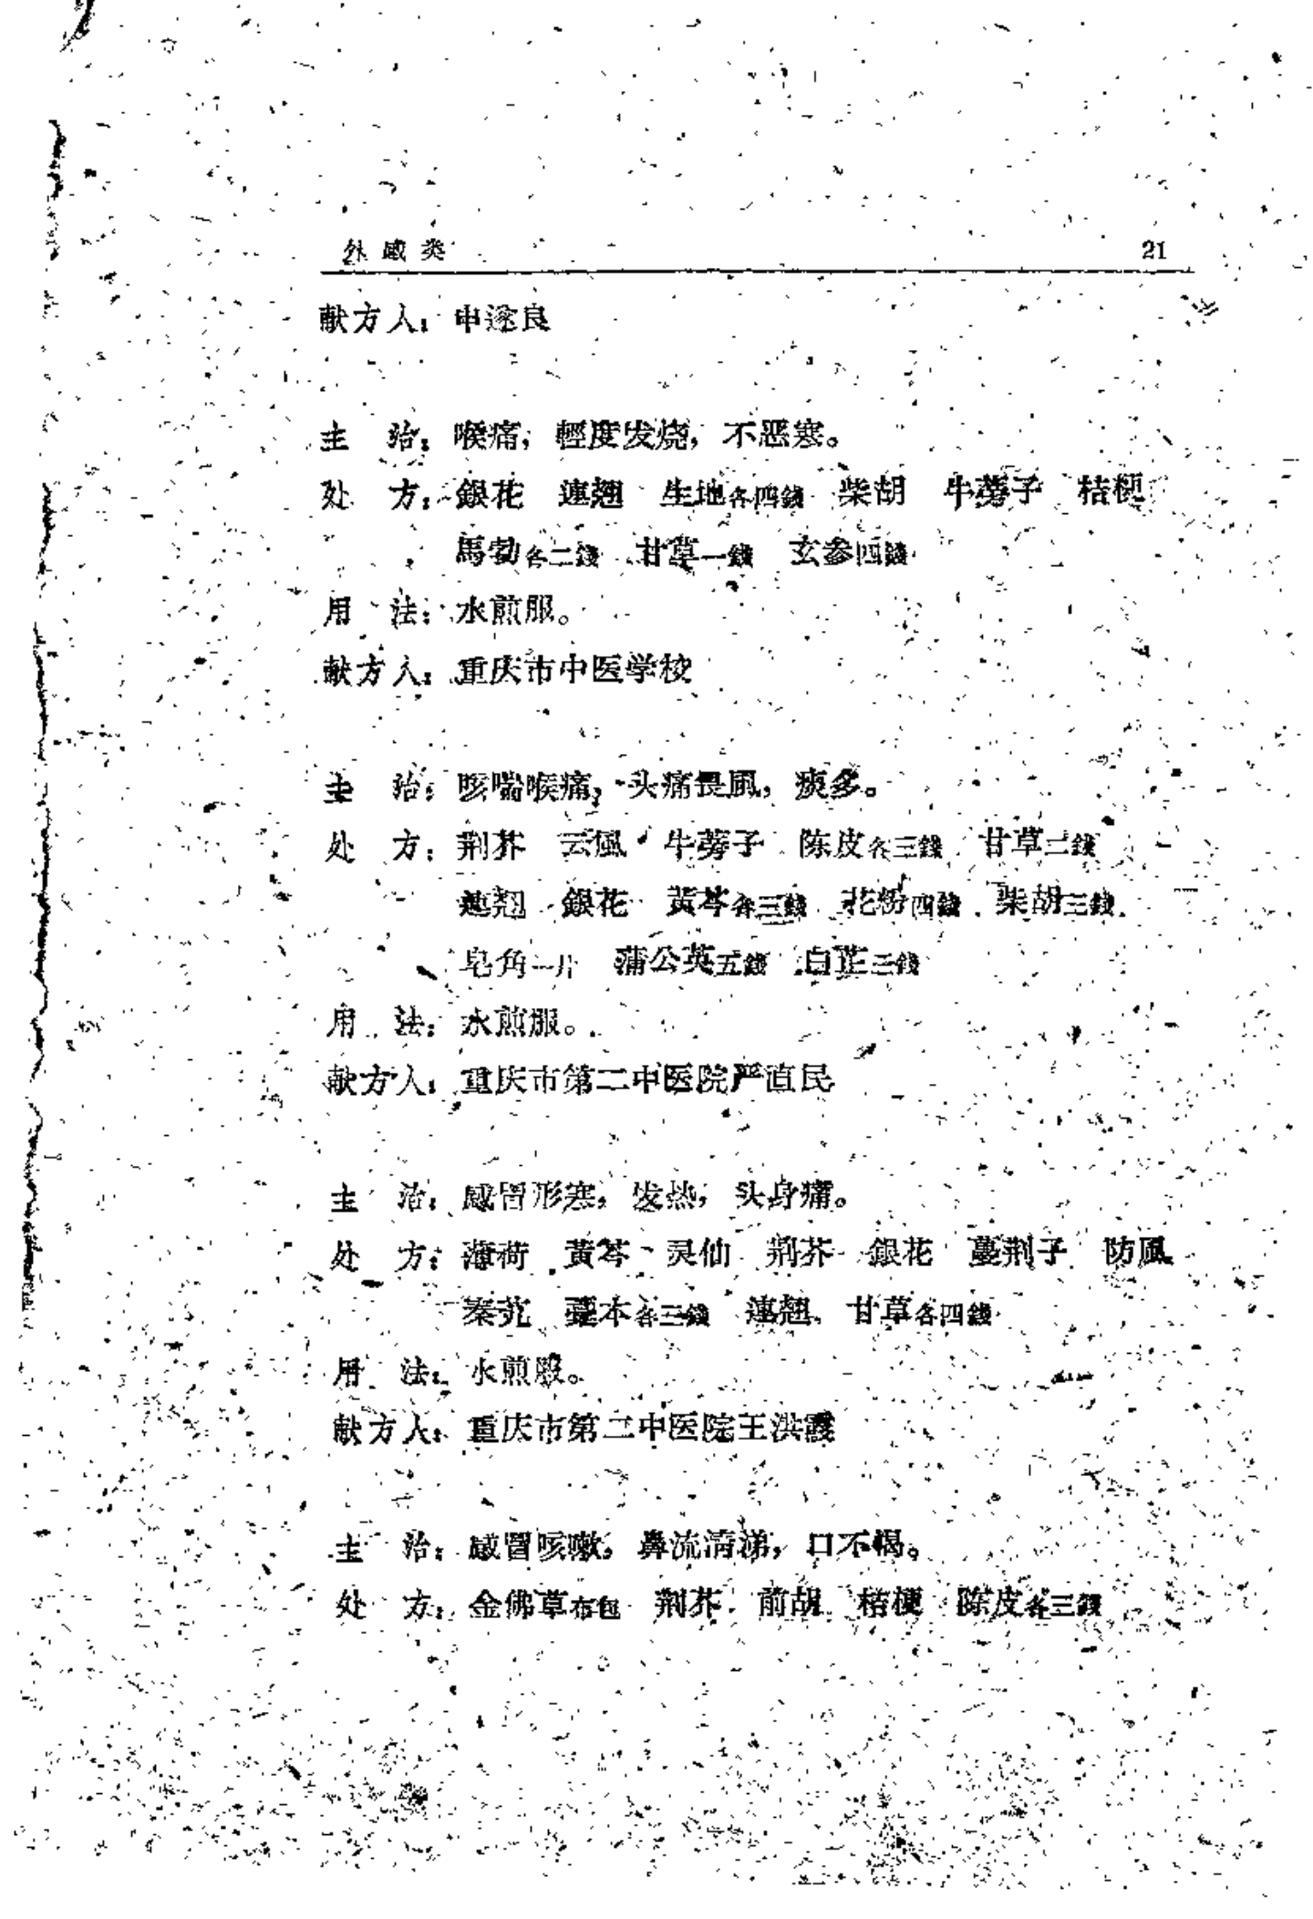 外感类 21
献方人：申遂良
主 治：喉痛，輕度发烧，不恶寒。
处 方：銀花 連翘 生地各四錢 柴胡 牛蒡子 桔梗
馬勃各二錢 甘草一錢 玄参四錢
用 法：水煎服。
献方人：重庆市中医学校
主 治：咳喘喉痛，头痛畏風，痰多。
处 方：荆芥 云風 牛蒡子 陈皮各三錢 甘草二錢
連翘 銀花 黄芩各三錢 花粉四錢 柴胡三錢
皂角一片 蒲公英五錢 白芷三錢
用 法：水煎服。
献方人：重庆市第二中医院严直民
主 治：感冒形寒，发热，头身痛。
处 方：薄荷 黄芩 灵仙 荆芥 銀花 蔓荆子 防風
秦艽 藁本各三錢 連翘 甘草各四錢
用 法：水煎服。
献方人：重庆市第二中医院王洪霞
主 治：感冒咳嗽，鼻流清涕，口不渴。
处 方：金佛草布包 荆芥 前胡 桔梗 陈皮各三錢